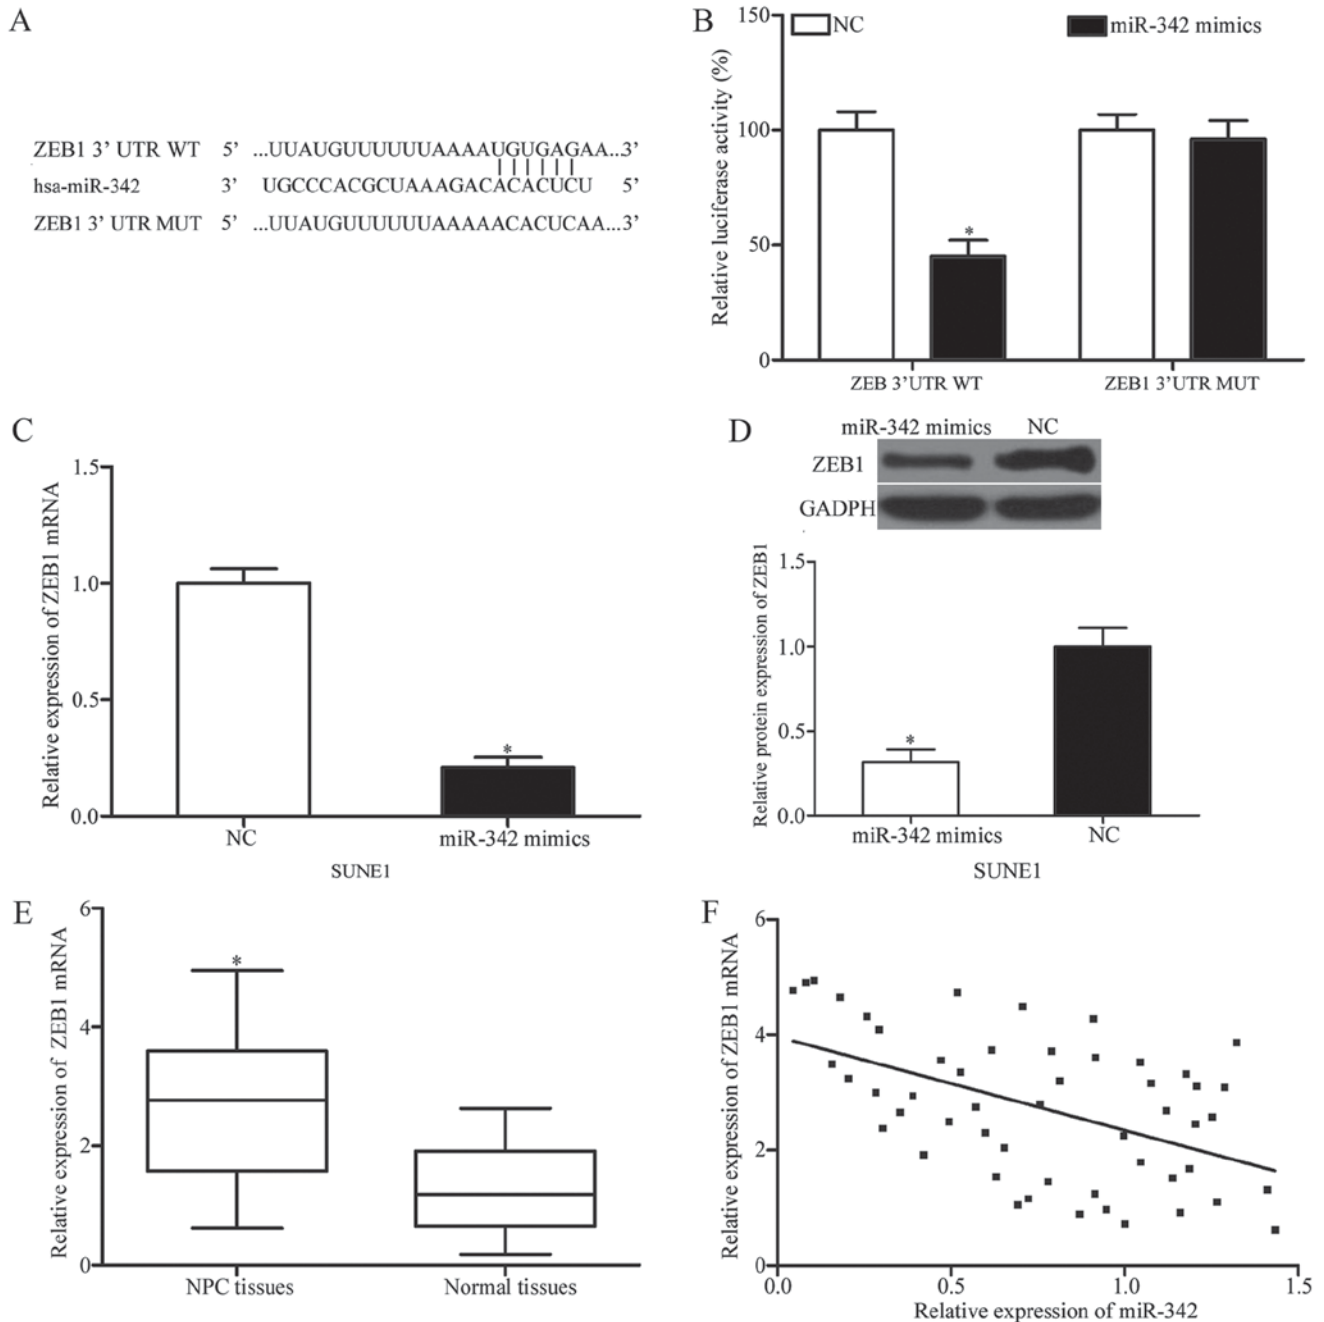 A
ZEB1 3’ UTR WT 5’ ...UUAUGUUUUUUAAAAUGUGAGAA...3’
hsa-miR-342 3’ UGCCCACGCUAAAGACACACUCU 5’
ZEB1 3’ UTR MUT 5’ ...UUAUGUUUUUUAAAAACACUCAA...3’
B
NC
miR-342 mimics
Relative luciferase activity (%)
150
100
50
0
*
ZEB 3’UTR WT
ZEB1 3’UTR MUT
C
Relative expression of ZEB1 mRNA
1.5
1.0
0.5
0.0
*
NC
miR-342 mimics
SUNE1
D
miR-342 mimics NC
ZEB1
GADPH
Relative protein expression of ZEB1
1.5
1.0
0.5
0.0
*
miR-342 mimics
NC
SUNE1
E
Relative expression of ZEB1 mRNA
6
4
2
0
*
NPC tissues
Normal tissues
F
Relative expression of ZEB1 mRNA
6
4
2
0
0.0 0.5 1.0 1.5
Relative expression of miR-342